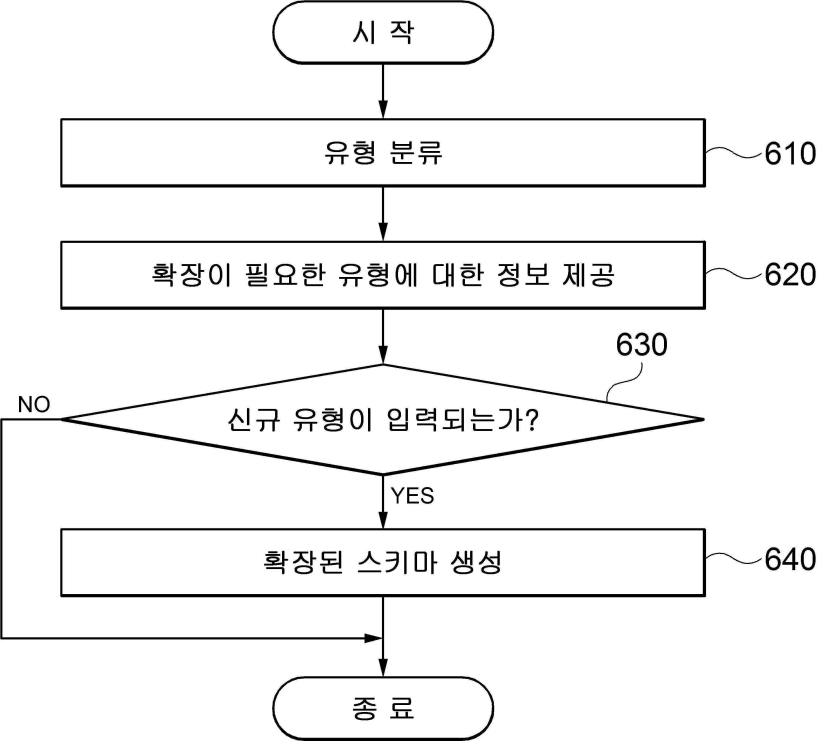 시 작
유형 분류
610
확장이 필요한 유형에 대한 정보 제공
620
630
NO
신규 유형이 입력되는가?
YES
확장된 스키마 생성
640
종 료